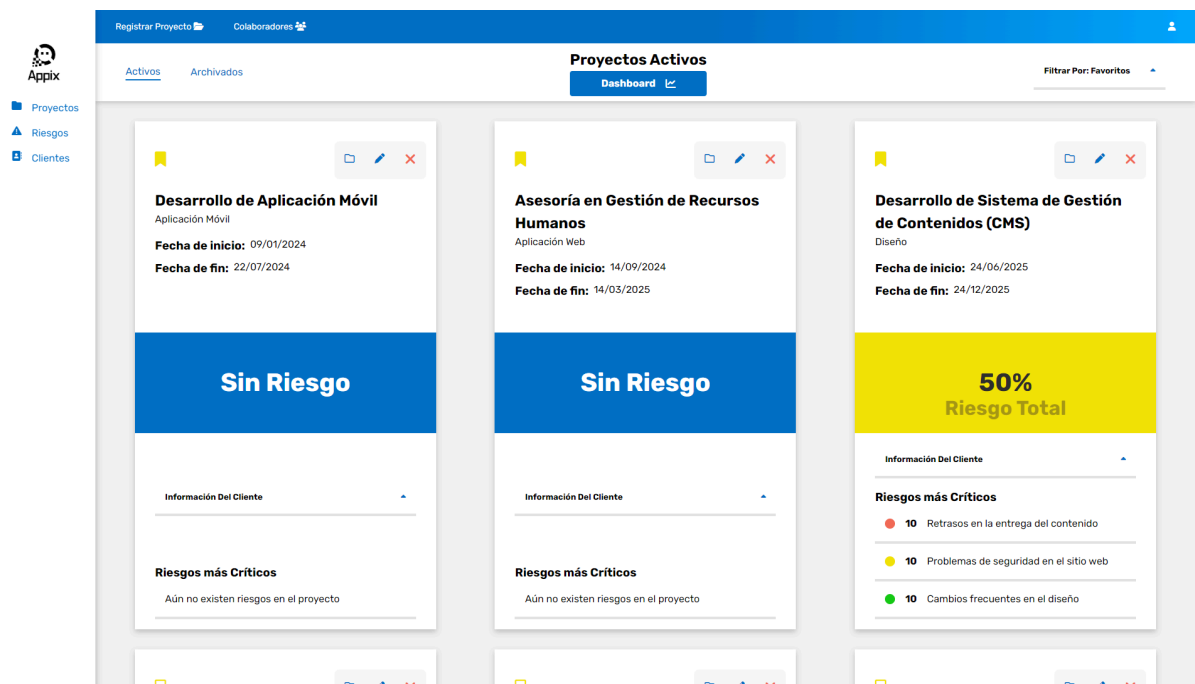 Registrar Proyecto
Colaboradores
Appix
Proyectos
Riesgos
Clientes
Activos
Archivados
Proyectos Activos
Dashboard
Filtrar Por: Favoritos
Desarrollo de Aplicación Móvil
Aplicación Móvil
Fecha de inicio: 09/01/2024
Fecha de fin: 22/07/2024
Sin Riesgo
Información Del Cliente
Riesgos más Críticos
Aún no existen riesgos en el proyecto
Asesoría en Gestión de Recursos
Humanos
Aplicación Web
Fecha de inicio: 14/09/2024
Fecha de fin: 14/03/2025
Sin Riesgo
Información Del Cliente
Riesgos más Críticos
Aún no existen riesgos en el proyecto
Desarrollo de Sistema de Gestión
de Contenidos (CMS)
Diseño
Fecha de inicio: 24/06/2025
Fecha de fin: 24/12/2025
50%
Riesgo Total
Información Del Cliente
Riesgos más Críticos
10 Retrasos en la entrega del contenido
10 Problemas de seguridad en el sitio web
10 Cambios frecuentes en el diseño